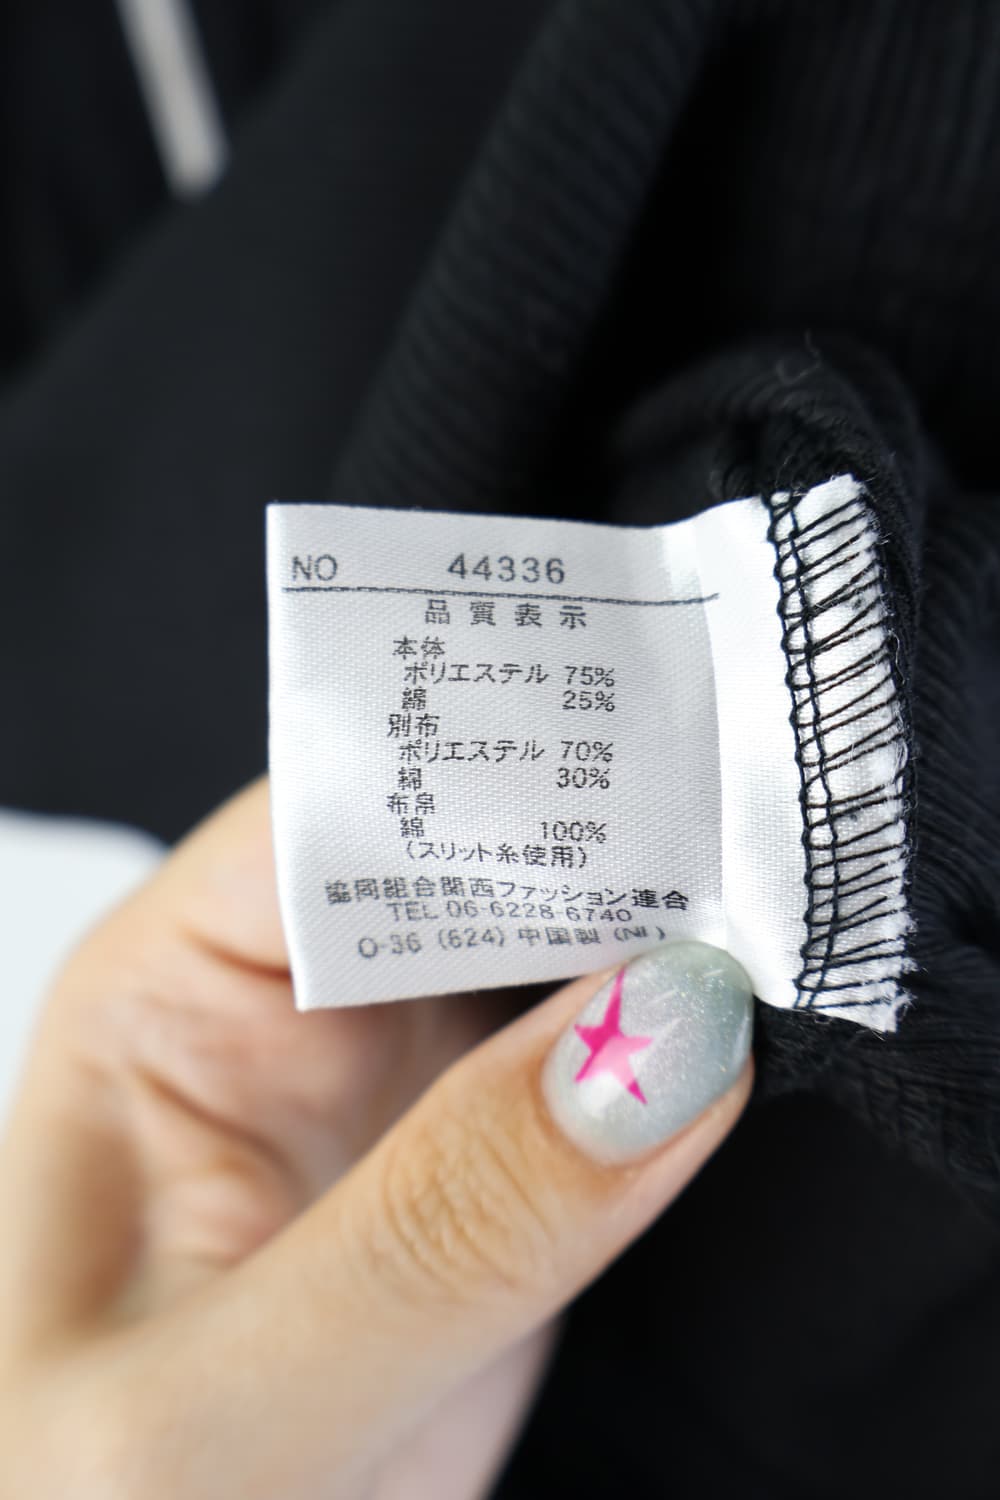 NO 44336
品質表示
本体
ポリエステル 75%
綿 25%
別布
ポリエステル 70%
綿 30%
布帛
綿 100%
(スリット糸使用)
協同組合関西ファッション連合
TEL 06-6228-6740
O-36 (624) 中国製 (NI)